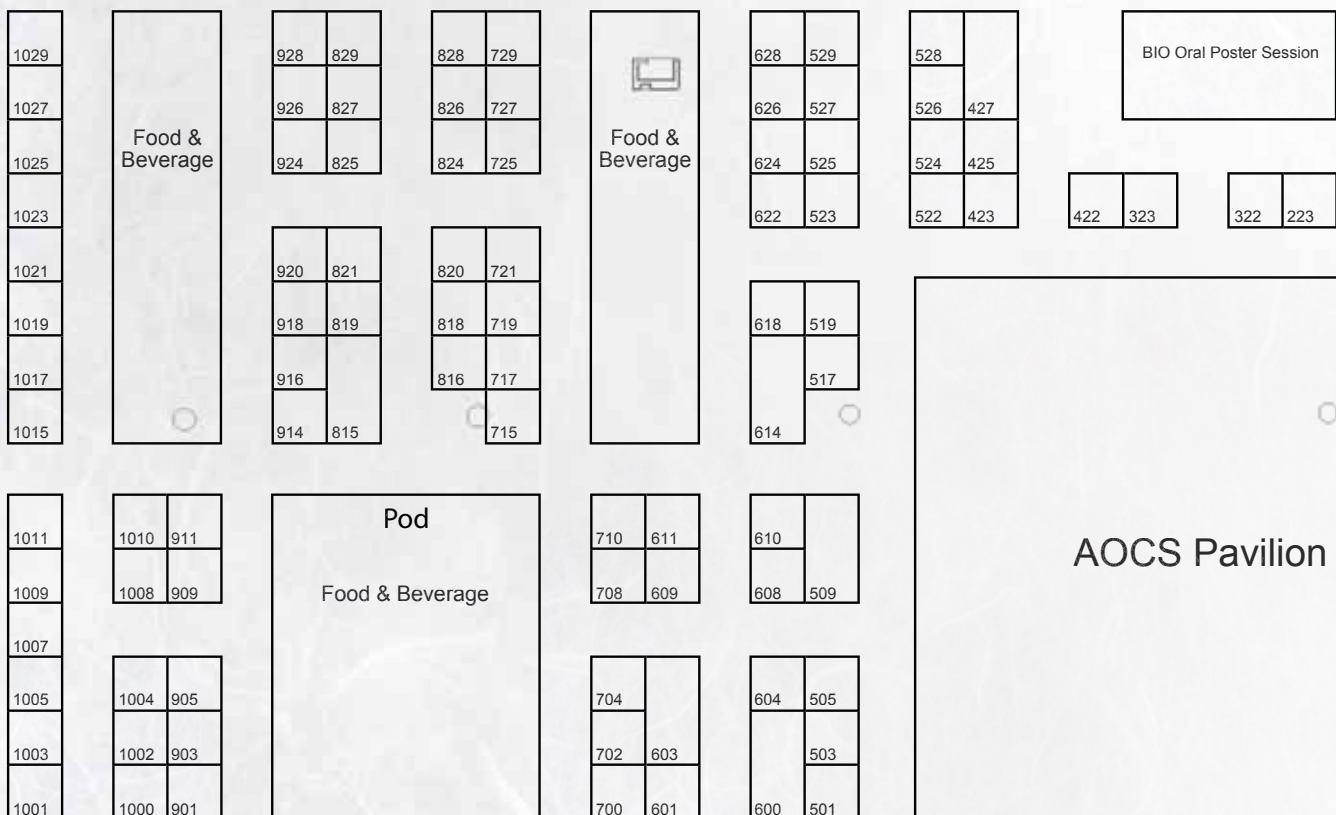 1029 928 829 828 729 628 529 528 BIO Oral Poster Session
1027 926 827 826 727 626 527 526 427
Food &
Beverage
Food &
Beverage
1025 924 825 824 725 624 525 524 425
1023 622 523 522 423 422 323 322 223
1021 920 821 820 721
1019 918 819 818 719 618 519
1017 916 816 717 517
1015 914 815 715 614
Pod
1011 1010 911 710 611 610
AOCS Pavilion
1009 1008 909 Food & Beverage 708 609 608 509
1007
1005 1004 905 704 604 505
1003 1002 903 702 603 503
1001 1000 901 700 601 600 501